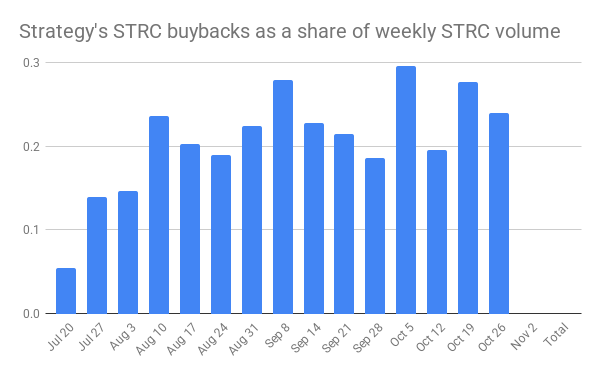 Strategy's STRC buybacks as a share of weekly STRC volume
0.3
0.2
0.1
0.0
Jul 20
Jul 27
Aug 3
Aug 10
Aug 17
Aug 24
Aug 31
Sep 8
Sep 14
Sep 21
Sep 28
Oct 5
Oct 12
Oct 19
Oct 26
Nov 2
Total